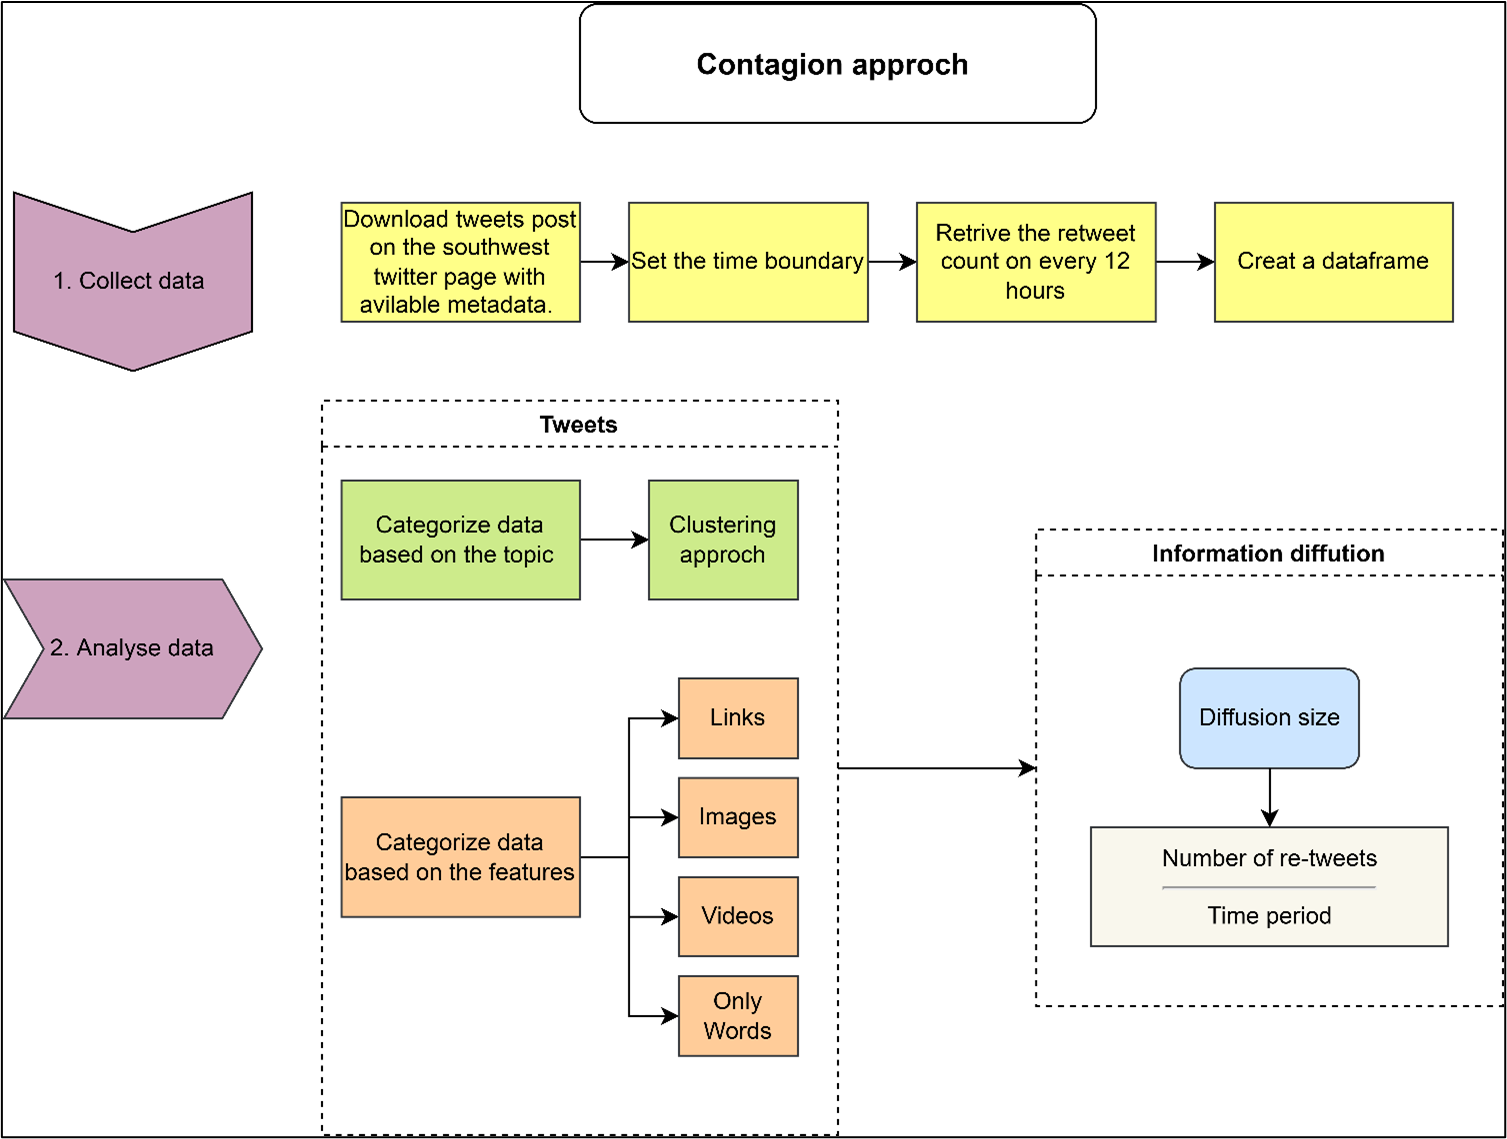 Contagion approch
1. Collect data
Download tweets post
on the southwest
twitter page with
avilable metadata.
Set the time boundary
Retrive the retweet
count on every 12
hours
Creat a dataframe
Tweets
Categorize data
based on the topic
Clustering
approch
Information diffution
2. Analyse data
Links
Diffusion size
Images
Categorize data
based on the features
Number of re-tweets
Time period
Videos
Only
Words